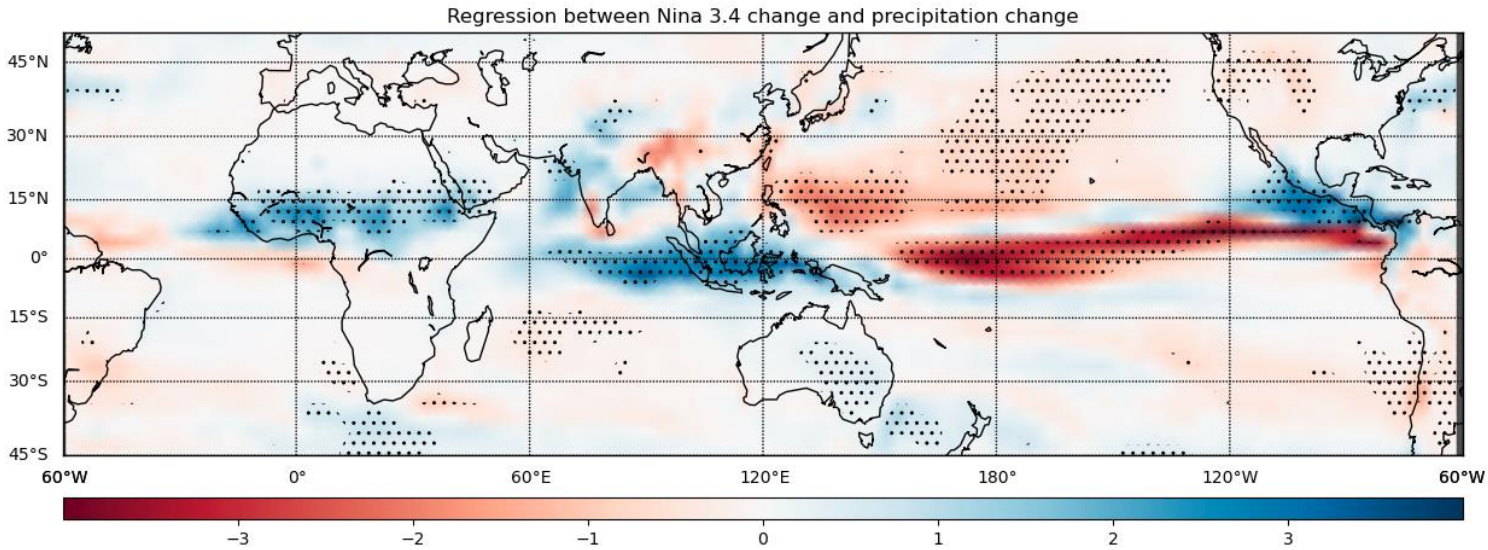 Regression between Nina 3.4 change and precipitation change
45°N
30°N
15°N
0°
15°S
30°S
45°S
60°W 0° 60°E 120°E 180° 120°W 60°W
−3 −2 −1 0 1 2 3